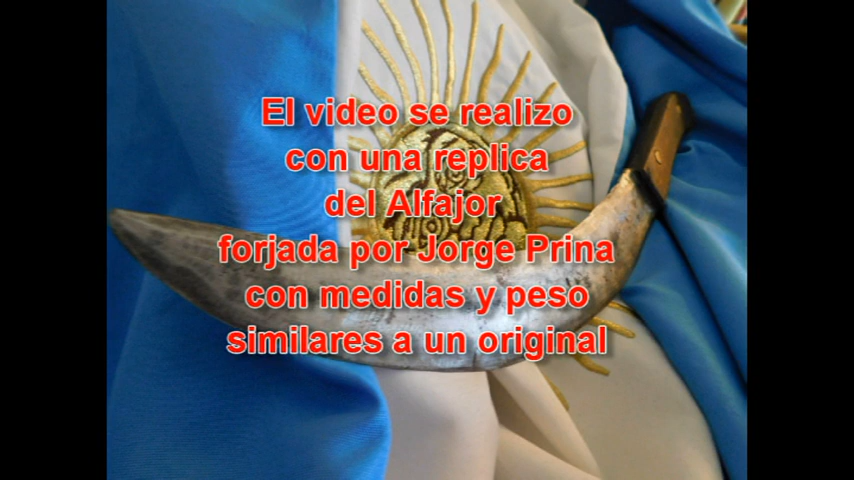 El video se realizo
con una replica
del Alfajor
forjada por Jorge Prina
con medidas y peso
similares a un original